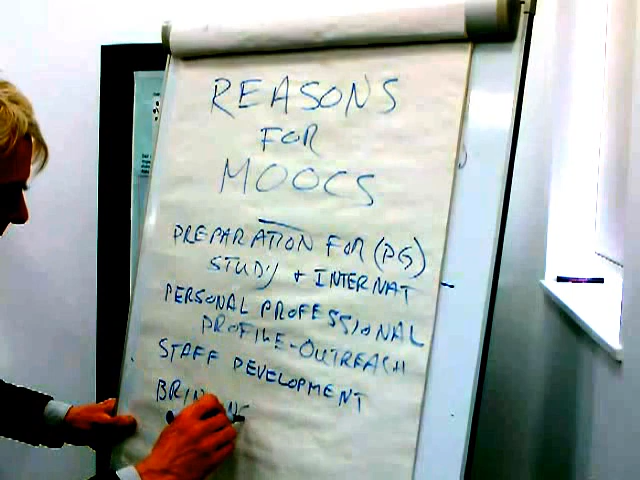 REASONS
FOR
MOOCS
PREPARATION FOR (PG)
STUDY + INTERNAT
PERSONAL PROFESSIONAL
PROFILE - OUTREACH
STAFF DEVELOPMENT